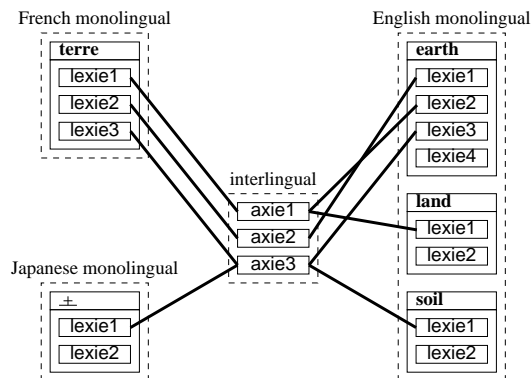 French monolingual
terre
lexie1
lexie2
lexie3
Japanese monolingual
土
lexie1
lexie2
interlingual
axie1
axie2
axie3
English monolingual
earth
lexie1
lexie2
lexie3
lexie4
land
lexie1
lexie2
soil
lexie1
lexie2